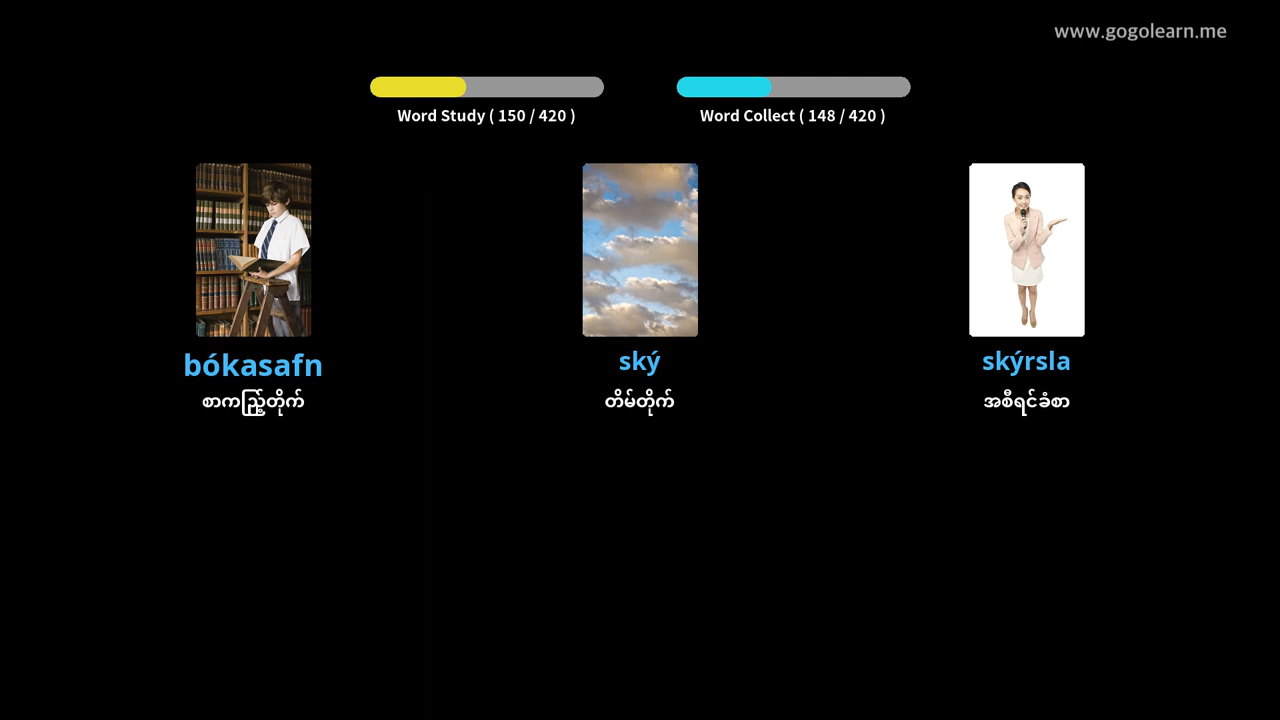 www.gogolearn.me
Word Study ( 150 / 420 )
Word Collect ( 148 / 420 )
bókasafn
ský
skýrsla
စာကည့်ြတိုက်
တိမ်တိုက်
အစီရင်ခံစာ